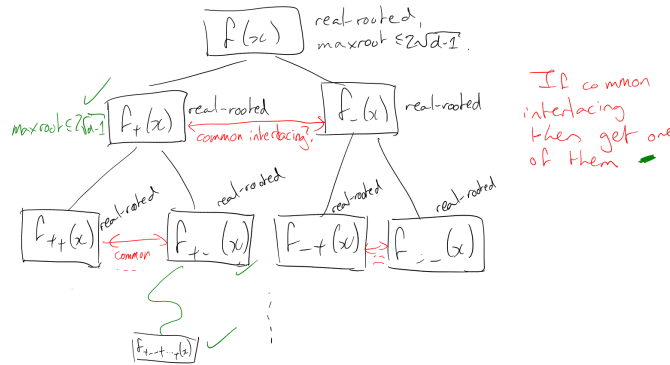 f(x)
real-rooted,
maxroot ≤ 2√d-1.
maxroot ≤ 2√d-1
f₊(x)
real-rooted
common interlacing?
f₋(x)
real-rooted
If common
interlacing
then get one
of them
real-rooted
real-rooted
real-rooted
real-rooted
f₊₊(x)
common
f₊₋(x)
f₋₊(x)
f₋₋(x)
f₊₋₊...₊(x)